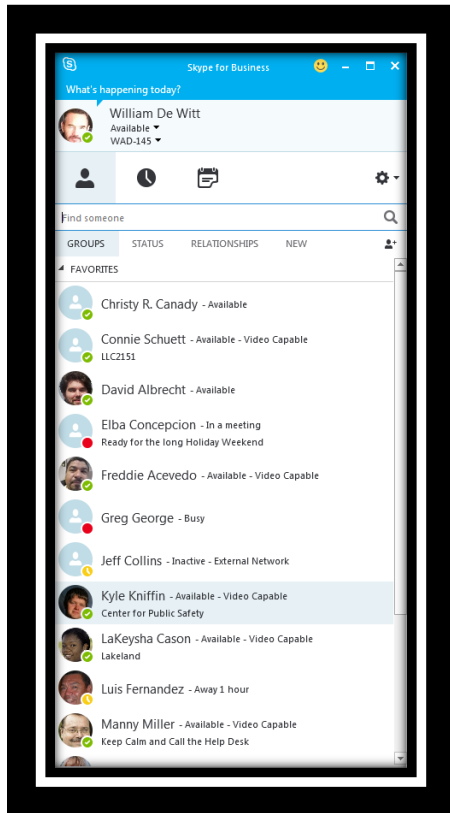 Skype for Business
What's happening today?
William De Witt
Available
WAD-145
Find someone
GROUPS STATUS RELATIONSHIPS NEW
FAVORITES
Christy R. Canady - Available
Connie Schuett - Available - Video Capable
LLC2151
David Albrecht - Available
Elba Concepcion - In a meeting
Ready for the long Holiday Weekend
Freddie Acevedo - Available - Video Capable
Greg George - Busy
Jeff Collins - Inactive - External Network
Kyle Kniffin - Available - Video Capable
Center for Public Safety
LaKeysha Cason - Available - Video Capable
Lakeland
Luis Fernandez - Away 1 hour
Manny Miller - Available - Video Capable
Keep Calm and Call the Help Desk